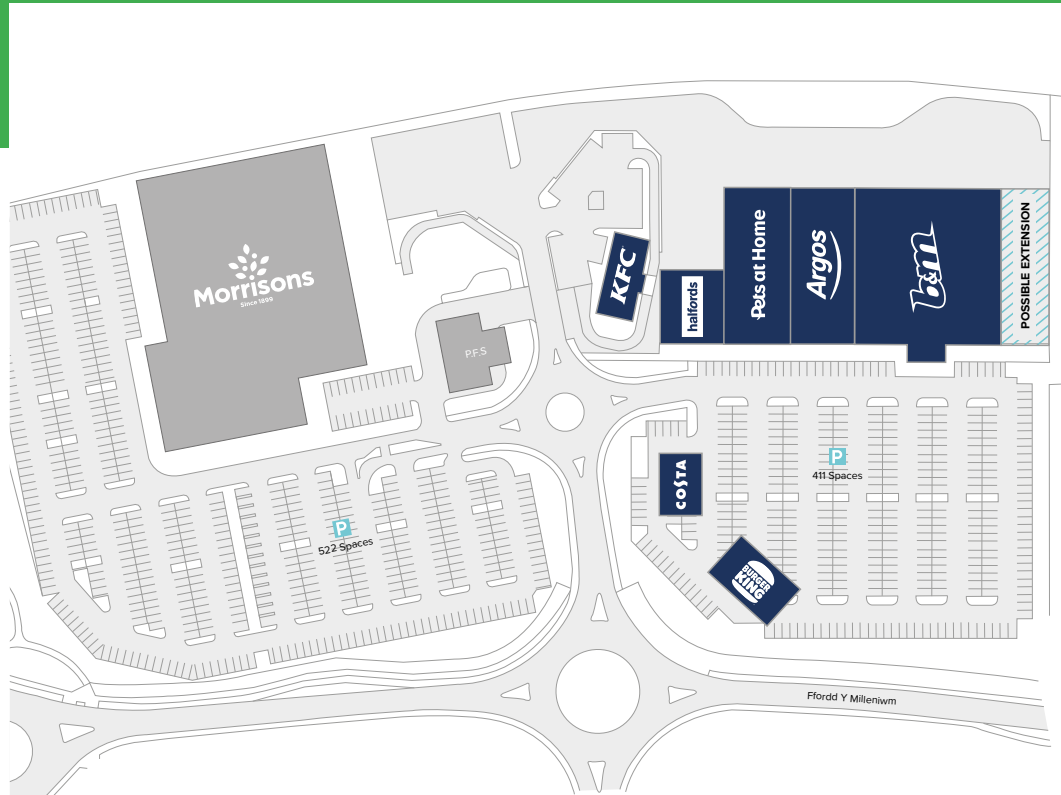 Morrisons
Since 1899
P.F.S
KFC
halfords
Pets at Home
Argos
b&m
POSSIBLE EXTENSION
COSTA
BURGER
KING
P
411 Spaces
P
522 Spaces
Ffordd Y Milleniwm